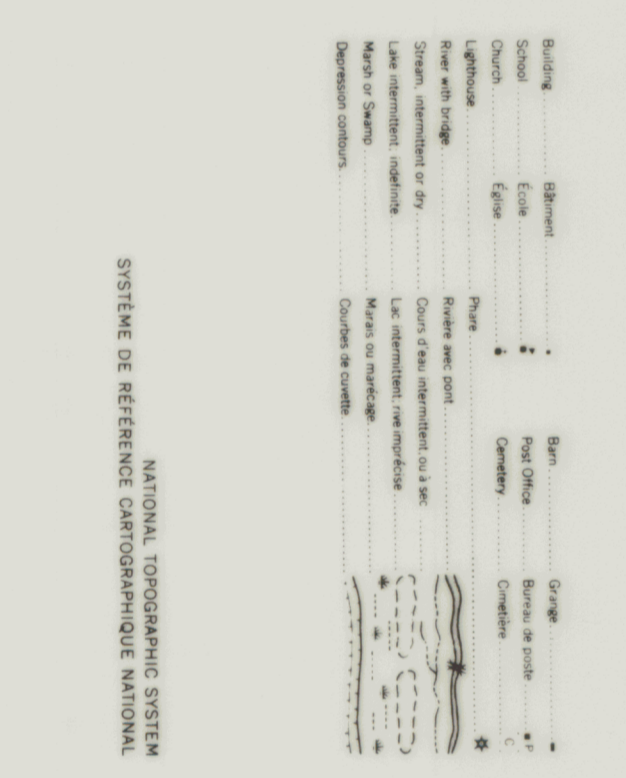 Building.......... Bâtiment.......... Barn.......... Grange..........
School.......... École.......... Post Office.......... Bureau de poste.......... P
Church.......... Église.......... Cemetery.......... Cimetière.......... C
Lighthouse.......... Phare..........
River with bridge.......... Rivière avec pont..........
Stream, intermittent or dry.......... Cours d'eau intermittent, ou à sec..........
Lake intermittent, indefinite.......... Lac intermittent, rive imprécise..........
Marsh or Swamp.......... Marais ou marécage..........
Depression contours.......... Courbes de cuvette..........
NATIONAL TOPOGRAPHIC SYSTEM
SYSTÈME DE RÉFÉRENCE CARTOGRAPHIQUE NATIONAL